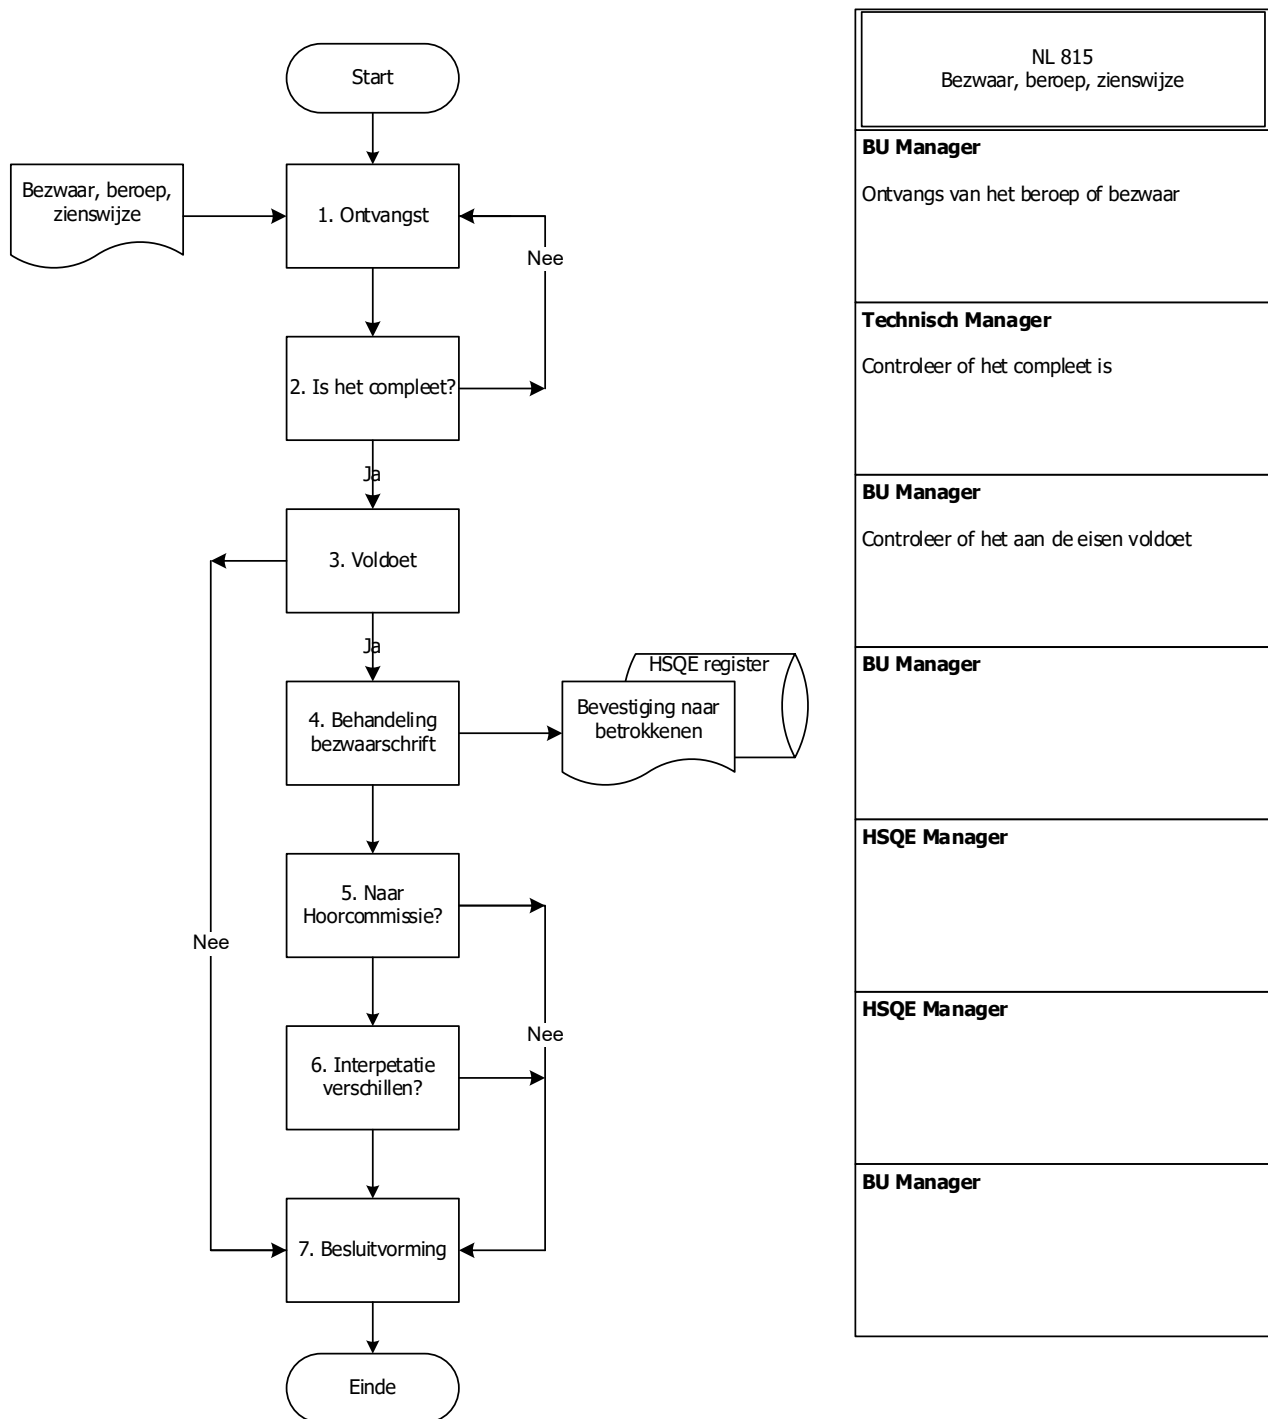 Start
Bezwaar, beroep,
zienswijze
1. Ontvangst
Nee
2. Is het compleet?
Ja
3. Voldoet
Ja
HSQE register
Bevestiging naar
betrokkenen
4. Behandeling
bezwaarschrift
5. Naar
Hoorcommissie?
Nee
Nee
6. Interpetatie
verschillen?
7. Besluitvorming
Einde
NL 815
Bezwaar, beroep, zienswijze
BU Manager
Ontvangs van het beroep of bezwaar
Technisch Manager
Controleer of het compleet is
BU Manager
Controleer of het aan de eisen voldoet
BU Manager
HSQE Manager
HSQE Manager
BU Manager